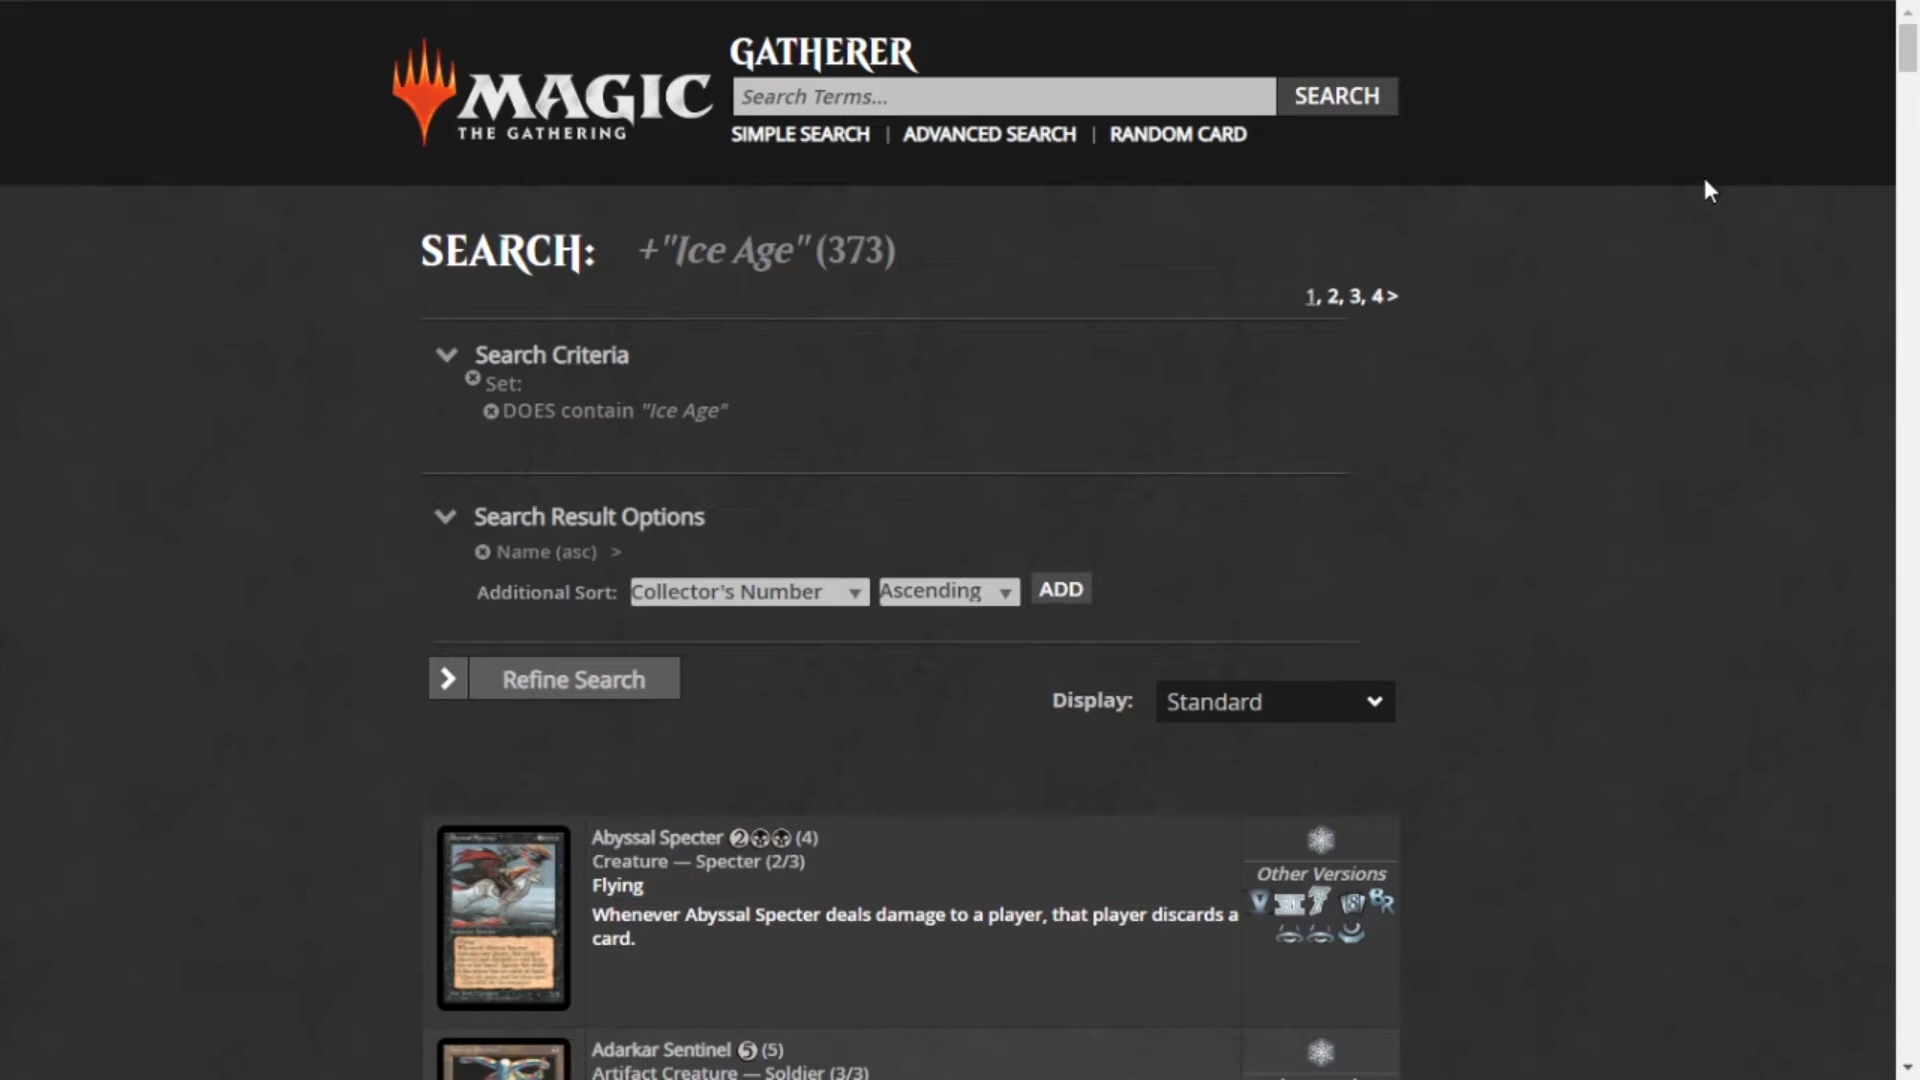 GATHERER
MAGIC
THE GATHERING
Search Terms...
SEARCH
SIMPLE SEARCH | ADVANCED SEARCH | RANDOM CARD
SEARCH: +"Ice Age" (373)
1, 2, 3, 4 >
Search Criteria
Set:
DOES contain "Ice Age"
Search Result Options
Name (asc) >
Additional Sort: Collector's Number Ascending ADD
Refine Search
Display: Standard
Abyssal Specter 2 (4)
Creature — Specter (2/3)
Flying
Whenever Abyssal Specter deals damage to a player, that player discards a
card.
Other Versions
Adarkar Sentinel 5 (5)
Artifact Creature — Soldier (3/3)